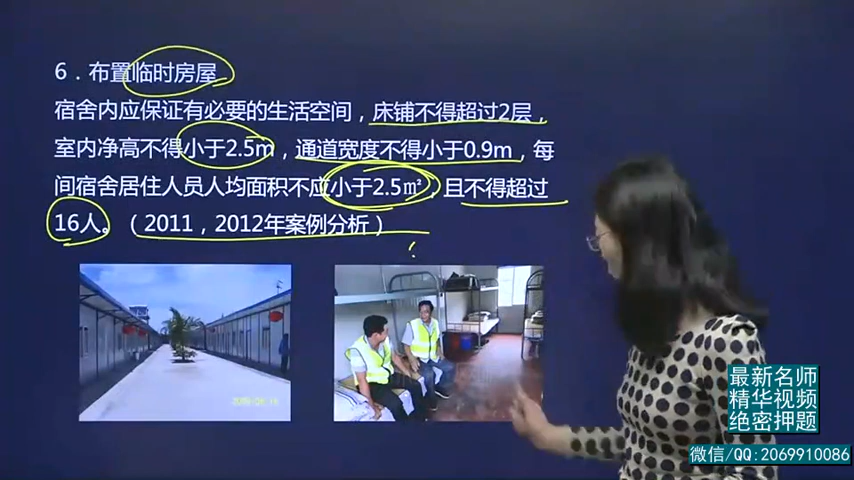 6．布置临时房屋
宿舍内应保证有必要的生活空间，床铺不得超过2层，
室内净高不得小于2.5m，通道宽度不得小于0.9m，每
间宿舍居住人员人均面积不应小于2.5㎡，且不得超过
16人。（2011，2012年案例分析）
最新名师
精华视频
绝密押题
微信/QQ:2069910086